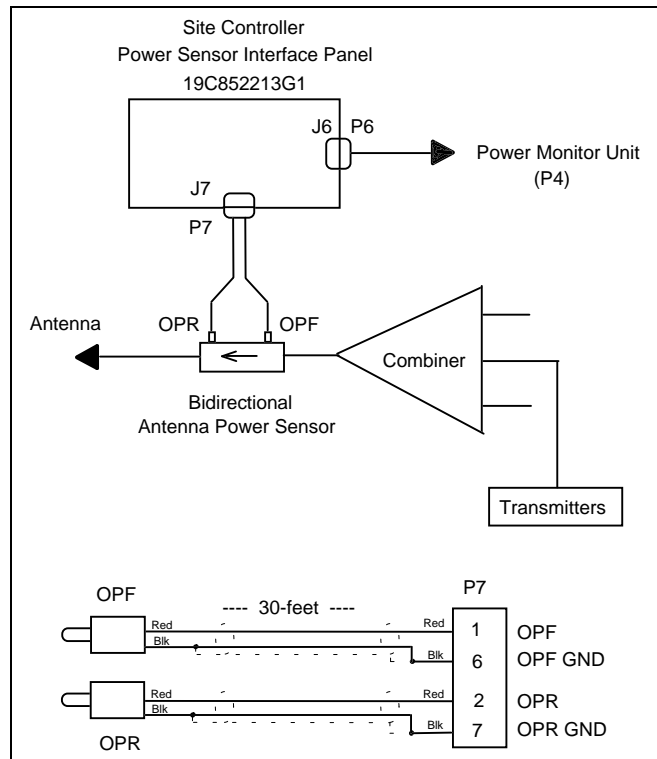 Site Controller
Power Sensor Interface Panel
19C852213G1
J6 P6
Power Monitor Unit
(P4)
J7
P7
Antenna
OPR OPF
Combiner
Bidirectional
Antenna Power Sensor
Transmitters
OPF
---- 30-feet ----
P7
Red Red 1 OPF
Blk Blk 6 OPF GND
Red Red 2 OPR
Blk Blk 7 OPR GND
OPR